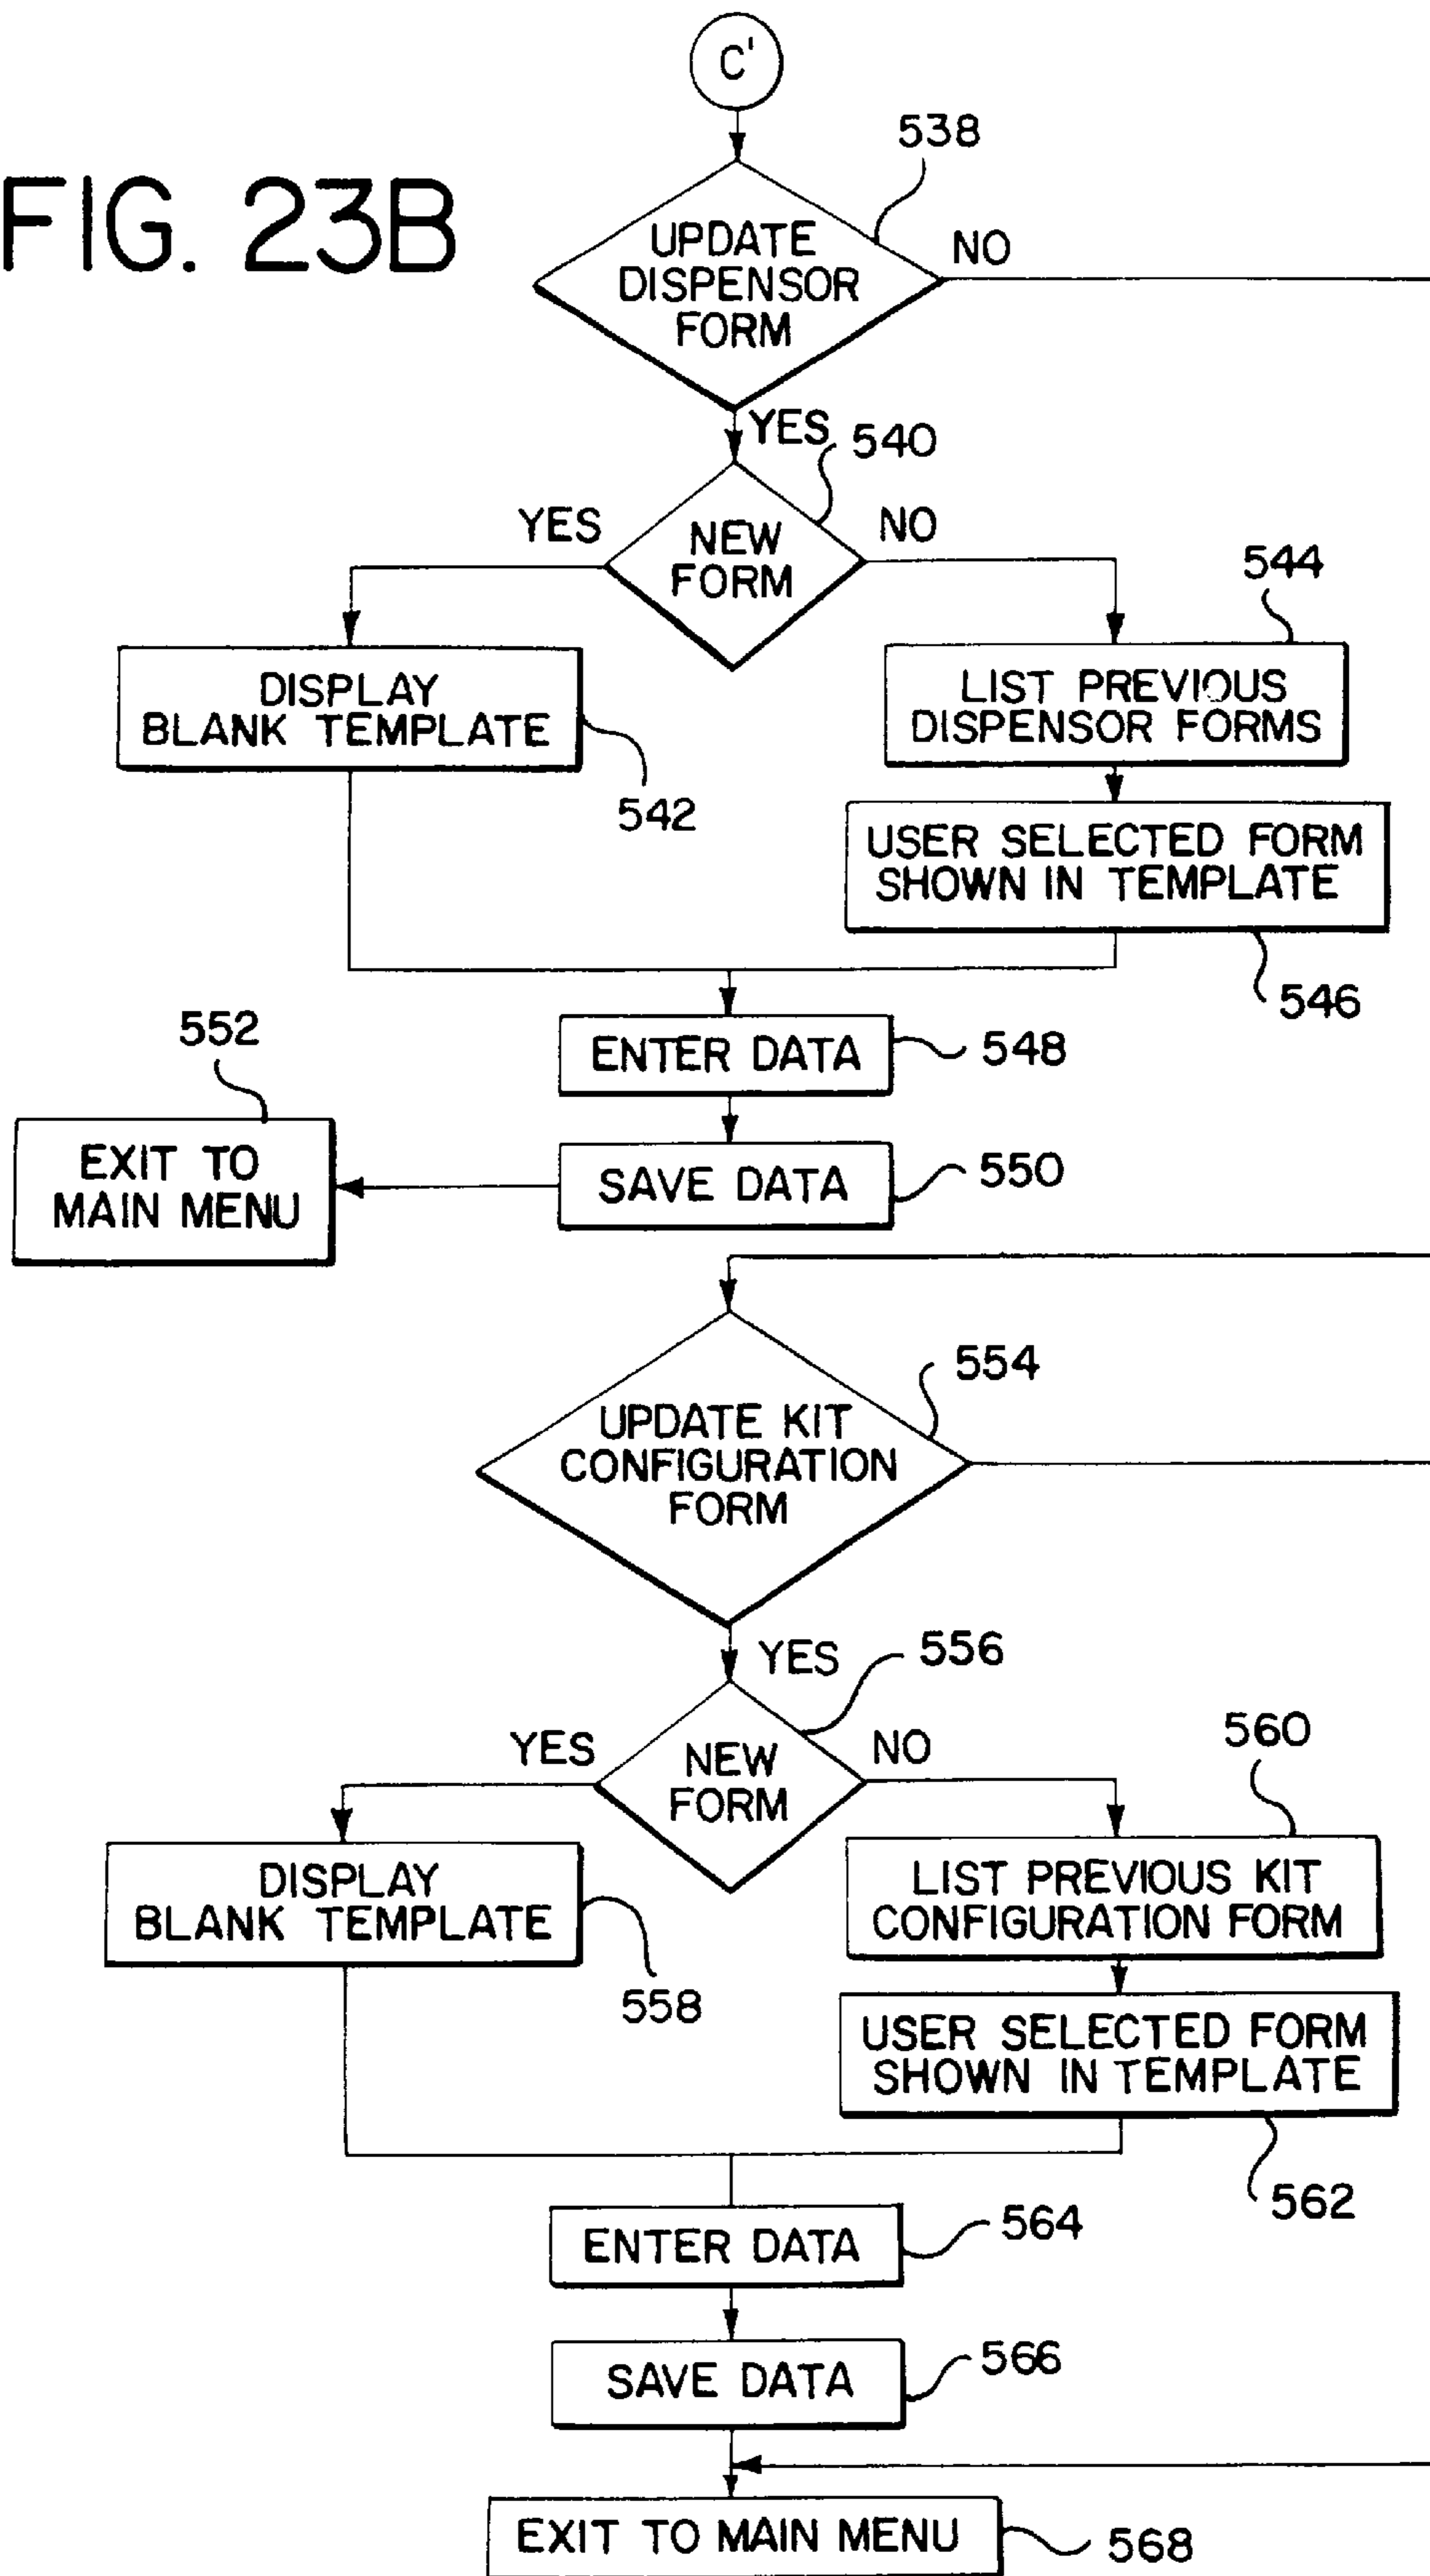 C'
FIG. 23B
538
UPDATE
DISPENSOR
FORM
NO
YES
540
YES
NEW
FORM
NO
544
DISPLAY
BLANK TEMPLATE
542
LIST PREVIOUS
DISPENSOR FORMS
USER SELECTED FORM
SHOWN IN TEMPLATE
546
552
ENTER DATA
548
EXIT TO
MAIN MENU
SAVE DATA
550
554
UPDATE KIT
CONFIGURATION
FORM
YES
556
YES
NEW
FORM
NO
560
DISPLAY
BLANK TEMPLATE
558
LIST PREVIOUS KIT
CONFIGURATION FORM
USER SELECTED FORM
SHOWN IN TEMPLATE
562
ENTER DATA
564
SAVE DATA
566
EXIT TO MAIN MENU
568